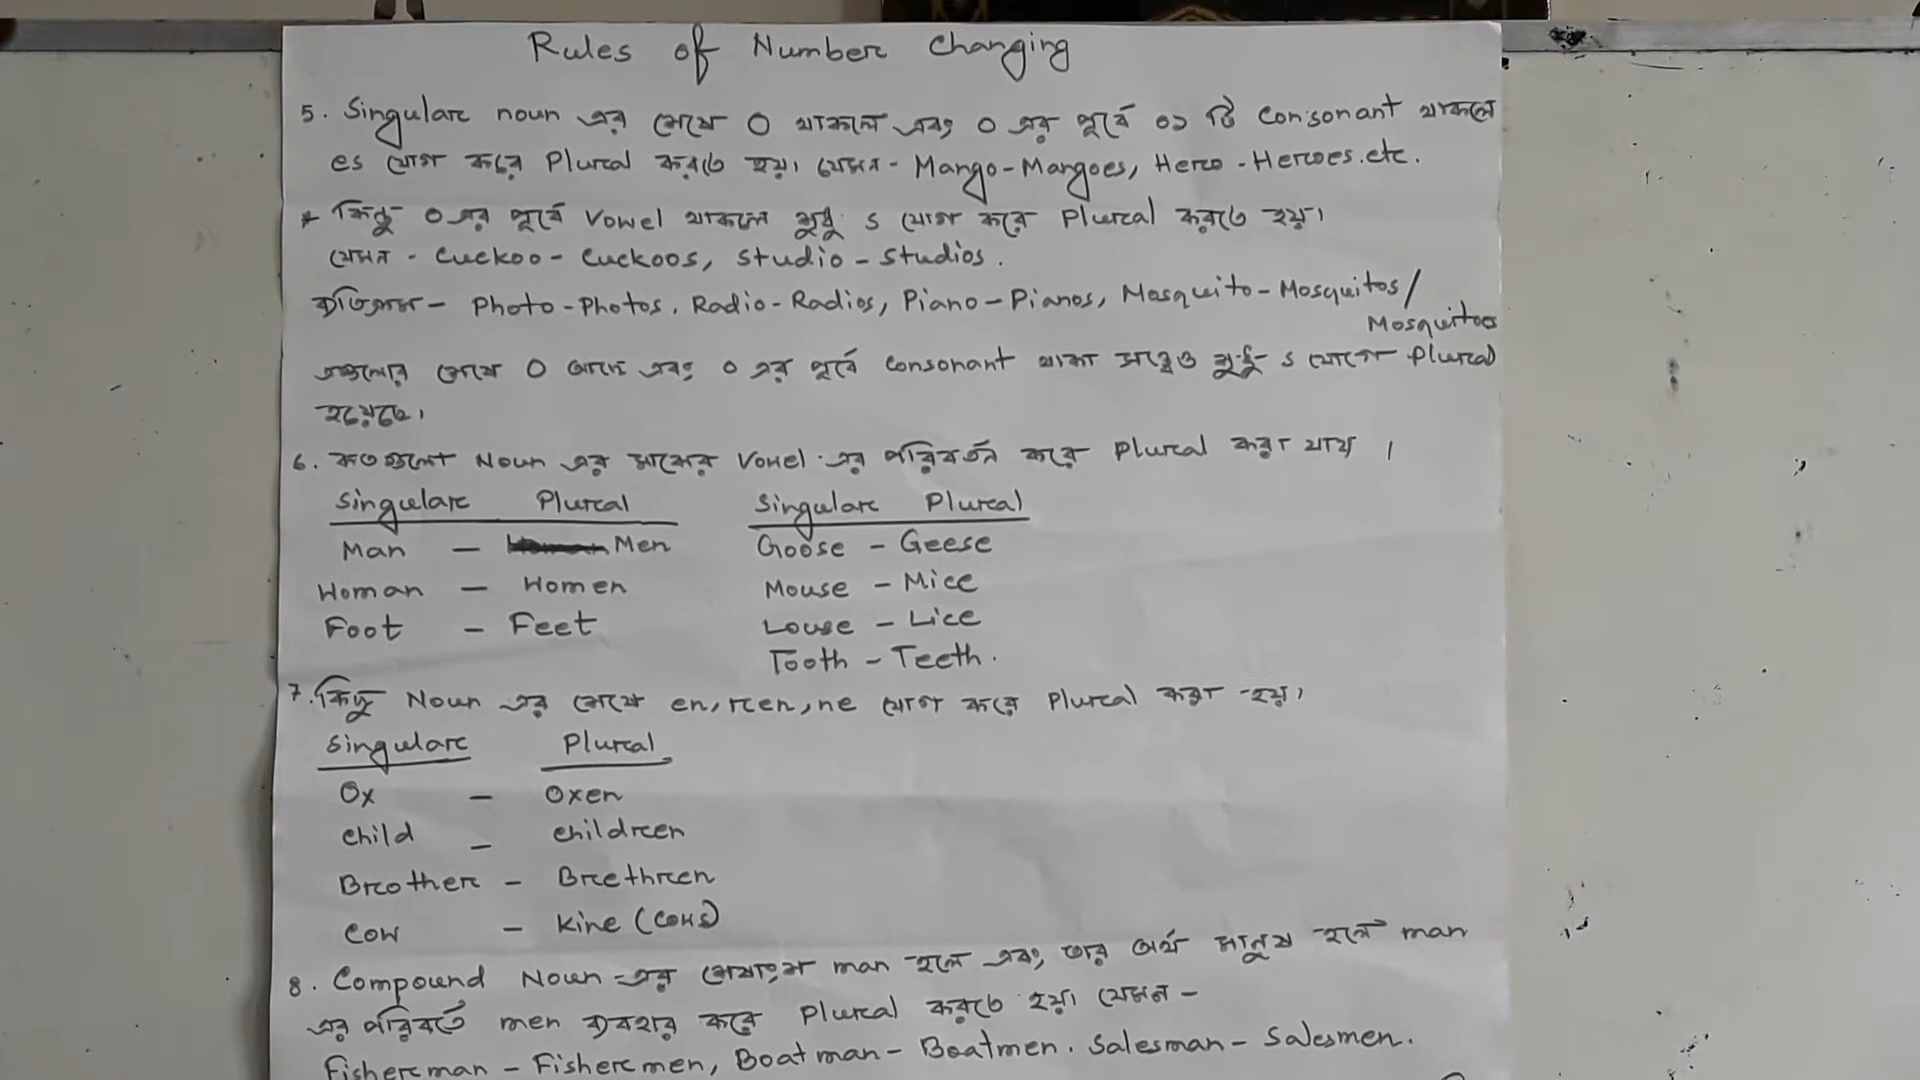 Rules of Number Changing
5. Singular noun এর শেষে O থাকলে এবং O এর পূর্বে ০১ টি consonant থাকলে
es যোগ করে Plural করতে হয়। যেমন - Mango-Mangoes, Hero - Heroes.etc.
* কিন্তু O এর পূর্বে Vowel থাকলে শুধু s যোগ করে Plural করতে হয়।
যেমন - Cuckoo - Cuckoos, Studio - Studios.
ব্যতিক্রম - Photo-Photos, Radio-Radios, Piano-Pianos, Mosquito-Mosquitos/
Mosquitoes
এগুলোর শেষে O আছে এবং O এর পূর্বে consonant থাকা সত্ত্বেও শুধু s যোগে Plural
হয়েছে।
6. কতগুলো Noun এর মাঝের Vowel এর পরিবর্তন করে Plural করা যায়।
Singular Plural Singular Plural
Man - Men Goose - Geese
Woman - Women Mouse - Mice
Foot - Feet Louse - Lice
Tooth - Teeth.
7. কিছু Noun এর শেষে en, ren, ne যোগ করে Plural করা হয়।
Singular Plural
Ox - Oxen
Child - Children
Brother - Brethren
Cow - Kine (Cows)
8. Compound Noun এর শেষাংশ man হলে এবং তার অর্থ মানুষ হলে man
এর পরিবর্তে men ব্যবহার করে Plural করতে হয়। যেমন -
Fisherman - Fishermen, Boatman - Boatmen. Salesman - Salesmen.